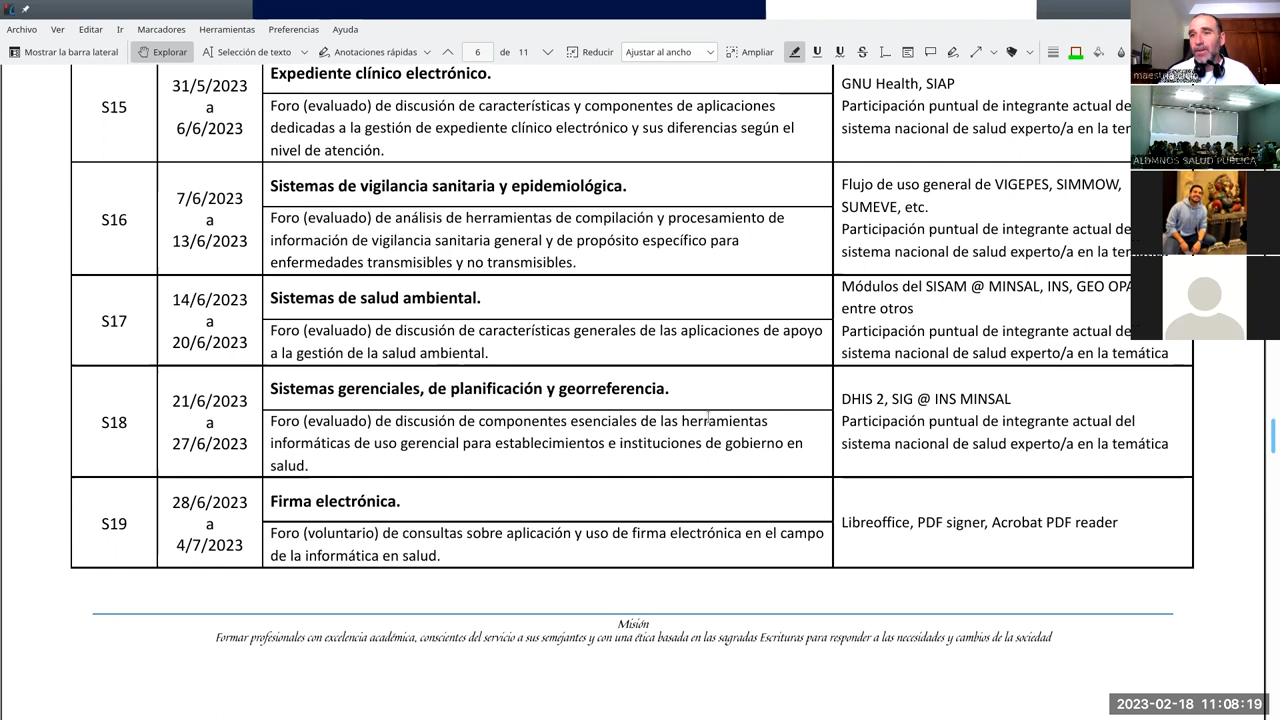 Archivo Ver Editar Ir Marcadores Herramientas Preferencias Ayuda
Mostrar la barra lateral Explorar Selección de texto Anotaciones rápidas 6 de 11 Reducir Ajustar al ancho Ampliar
S15
31/5/2023
a
6/6/2023
Expediente clínico electrónico.
Foro (evaluado) de discusión de características y componentes de aplicaciones
dedicadas a la gestión de expediente clínico electrónico y sus diferencias según el
nivel de atención.
GNU Health, SIAP
Participación puntual de integrante actual de
sistema nacional de salud experto/a en la tem
S16
7/6/2023
a
13/6/2023
Sistemas de vigilancia sanitaria y epidemiológica.
Foro (evaluado) de análisis de herramientas de compilación y procesamiento de
información de vigilancia sanitaria general y de propósito específico para
enfermedades transmisibles y no transmisibles.
Flujo de uso general de VIGEPES, SIMMOW,
SUMEVE, etc.
Participación puntual de integrante actual de
sistema nacional de salud experto/a en la temática
S17
14/6/2023
a
20/6/2023
Sistemas de salud ambiental.
Foro (evaluado) de discusión de características generales de las aplicaciones de apoyo
a la gestión de la salud ambiental.
Módulos del SISAM @ MINSAL, INS, GEO OPA
entre otros
Participación puntual de integrante actual de
sistema nacional de salud experto/a en la temática
S18
21/6/2023
a
27/6/2023
Sistemas gerenciales, de planificación y georreferencia.
Foro (evaluado) de discusión de componentes esenciales de las herramientas
informáticas de uso gerencial para establecimientos e instituciones de gobierno en
salud.
DHIS 2, SIG @ INS MINSAL
Participación puntual de integrante actual del
sistema nacional de salud experto/a en la temática
S19
28/6/2023
a
4/7/2023
Firma electrónica.
Foro (voluntario) de consultas sobre aplicación y uso de firma electrónica en el campo
de la informática en salud.
Libreoffice, PDF signer, Acrobat PDF reader
Misión
Formar profesionales con excelencia académica, conscientes del servicio a sus semejantes y con una ética basada en las sagradas Escrituras para responder a las necesidades y cambios de la sociedad
ALUMNOS SALUD PUBLICA
2023-02-18 11:08:19